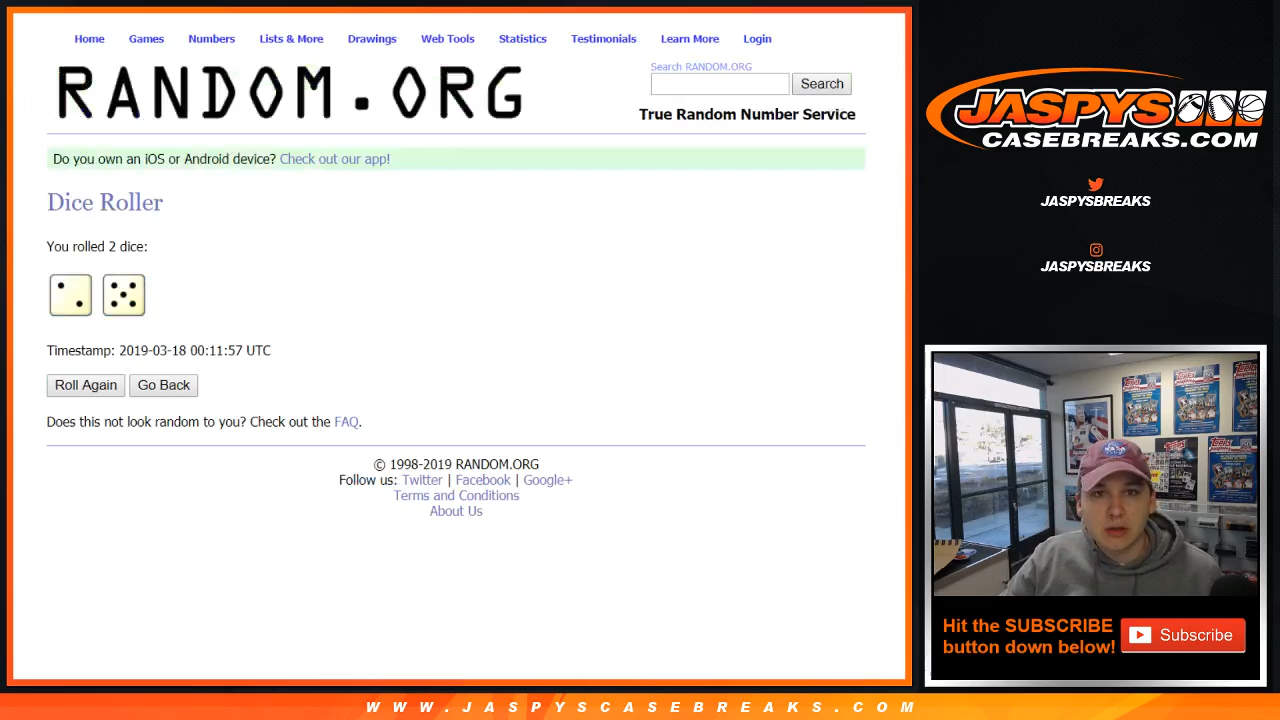 Home Games Numbers Lists & More Drawings Web Tools Statistics Testimonials Learn More Login
RANDOM.ORG
Search RANDOM.ORG
Search
True Random Number Service
Do you own an iOS or Android device? Check out our app!
Dice Roller
You rolled 2 dice:
Timestamp: 2019-03-18 00:11:57 UTC
Roll Again Go Back
Does this not look random to you? Check out the FAQ.
© 1998-2019 RANDOM.ORG
Follow us: Twitter | Facebook | Google+
Terms and Conditions
About Us
JASPYS
CASEBREAKS.COM
JASPYSBREAKS
JASPYSBREAKS
Topps
Topps
Topps
Hit the SUBSCRIBE
button down below!
Subscribe
WWW.JASPYSCASEBREAKS.COM